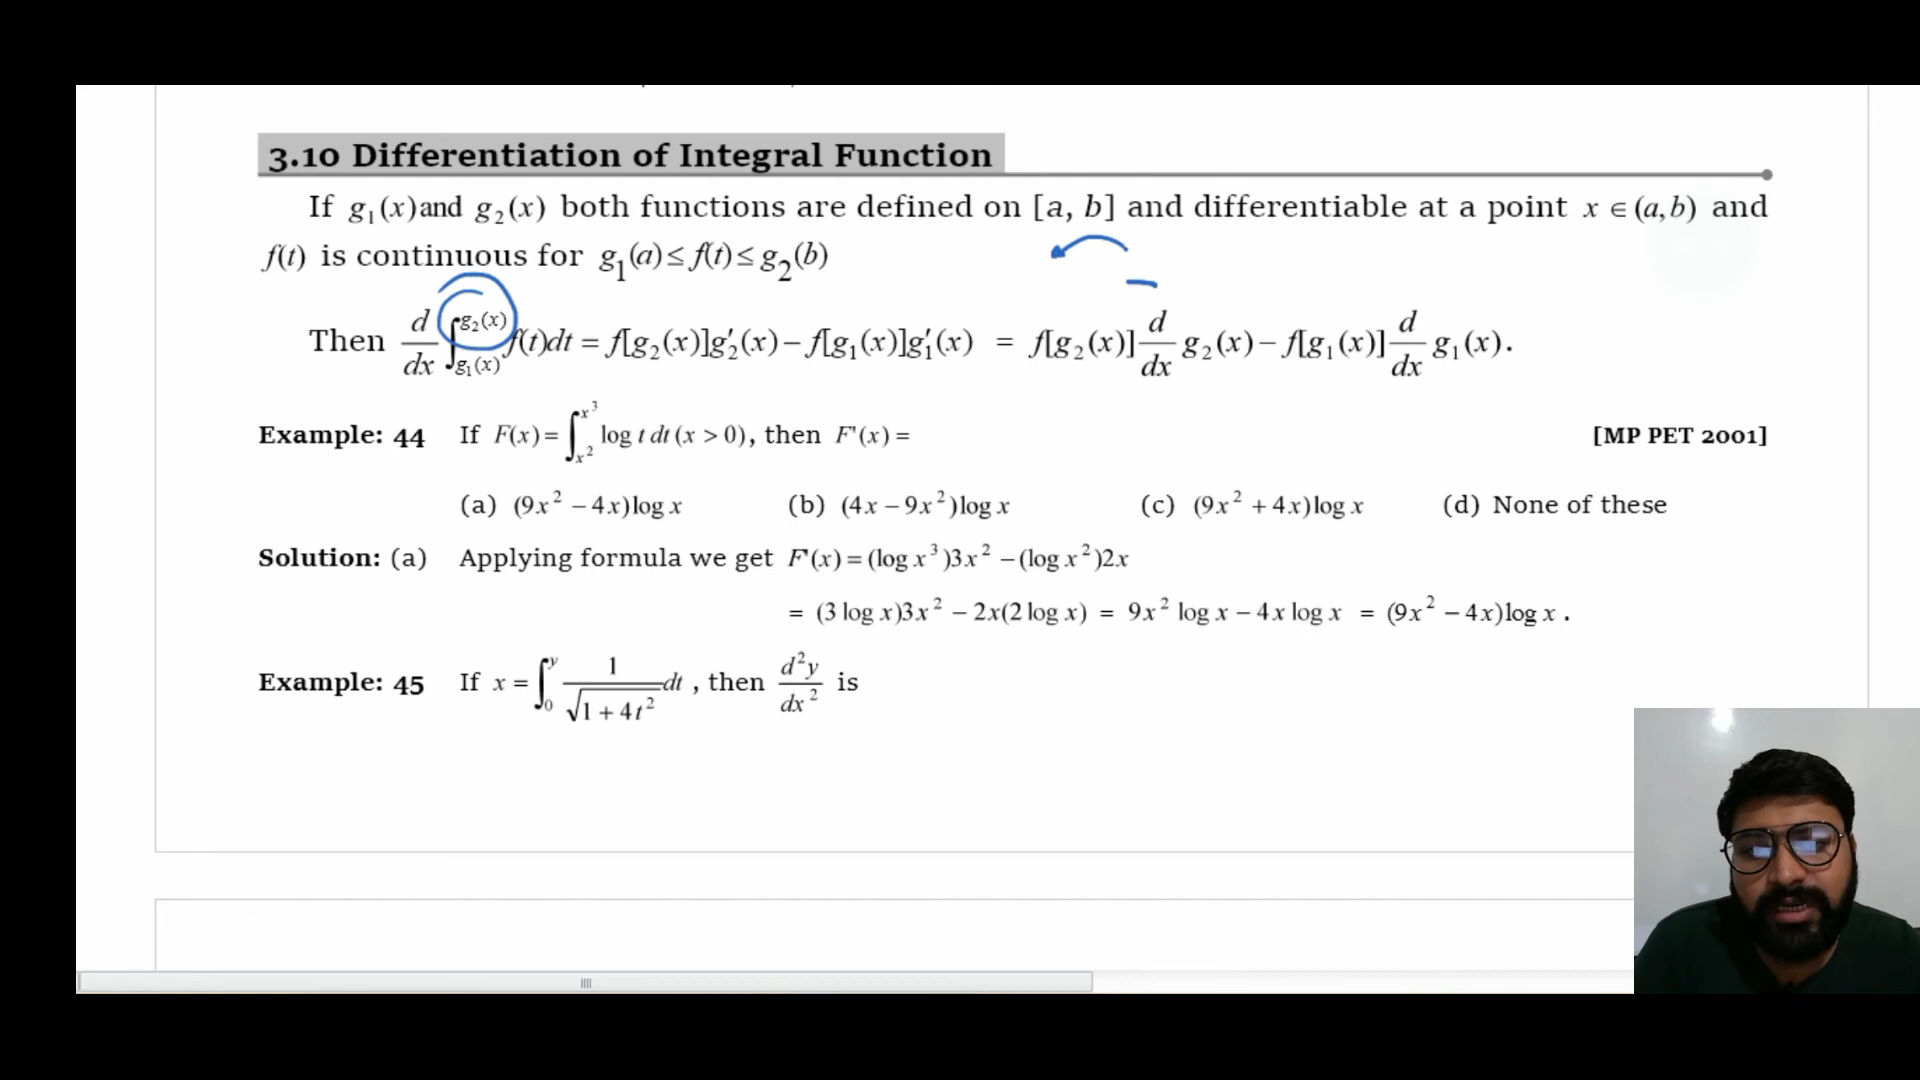 3.10 Differentiation of Integral Function
If g₁(x)and g₂(x) both functions are defined on [a, b] and differentiable at a point x ∈ (a,b) and
f(t) is continuous for g₁(a) ≤ f(t) ≤ g₂(b)
Then d/dx ∫_{g₁(x)}^{g₂(x)} f(t)dt = f[g₂(x)]g₂′(x) − f[g₁(x)]g₁′(x) = f[g₂(x)] d/dx g₂(x) − f[g₁(x)] d/dx g₁(x).
Example: 44 If F(x) = ∫_{x²}^{x³} log t dt (x > 0), then F'(x) = [MP PET 2001]
(a) (9x² − 4x)log x (b) (4x − 9x²)log x (c) (9x² + 4x)log x (d) None of these
Solution: (a) Applying formula we get F'(x) = (log x³)3x² − (log x²)2x
= (3 log x)3x² − 2x(2 log x) = 9x² log x − 4x log x = (9x² − 4x)log x .
Example: 45 If x = ∫_0^y 1/√(1 + 4t²) dt , then d²y/dx² is